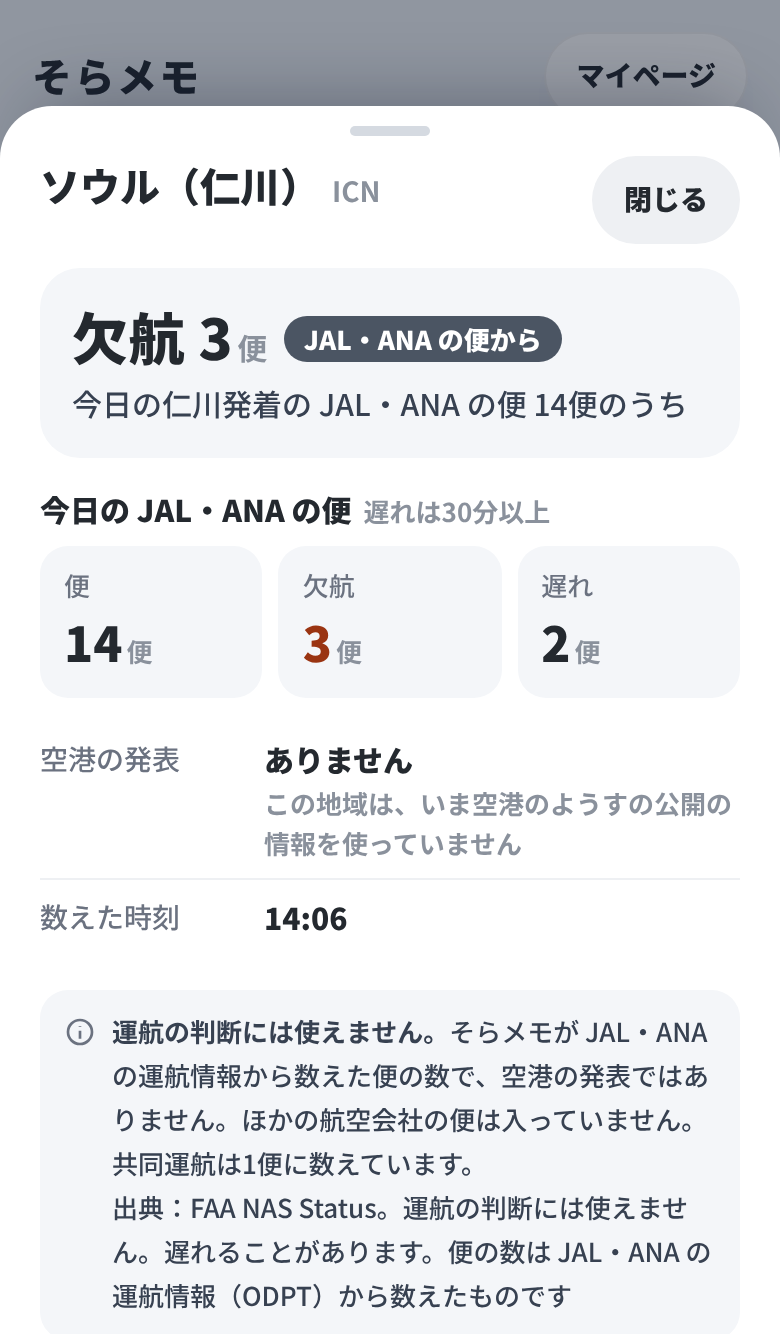 そらメモ
マイページ
ソウル（仁川） ICN
閉じる
欠航 3 便 JAL・ANA の便から
今日の仁川発着の JAL・ANA の便 14便のうち
今日の JAL・ANA の便 遅れは30分以上
便 欠航 遅れ
14便 3便 2便
空港の発表 ありません
この地域は、いま空港のようすの公開の
情報を使っていません
数えた時刻 14:06
運航の判断には使えません。そらメモが JAL・ANA
の運航情報から数えた便の数で、空港の発表ではあ
りません。ほかの航空会社の便は入っていません。
共同運航は1便に数えています。
出典：FAA NAS Status。運航の判断には使えませ
ん。遅れることがあります。便の数は JAL・ANA の
運航情報（ODPT）から数えたものです